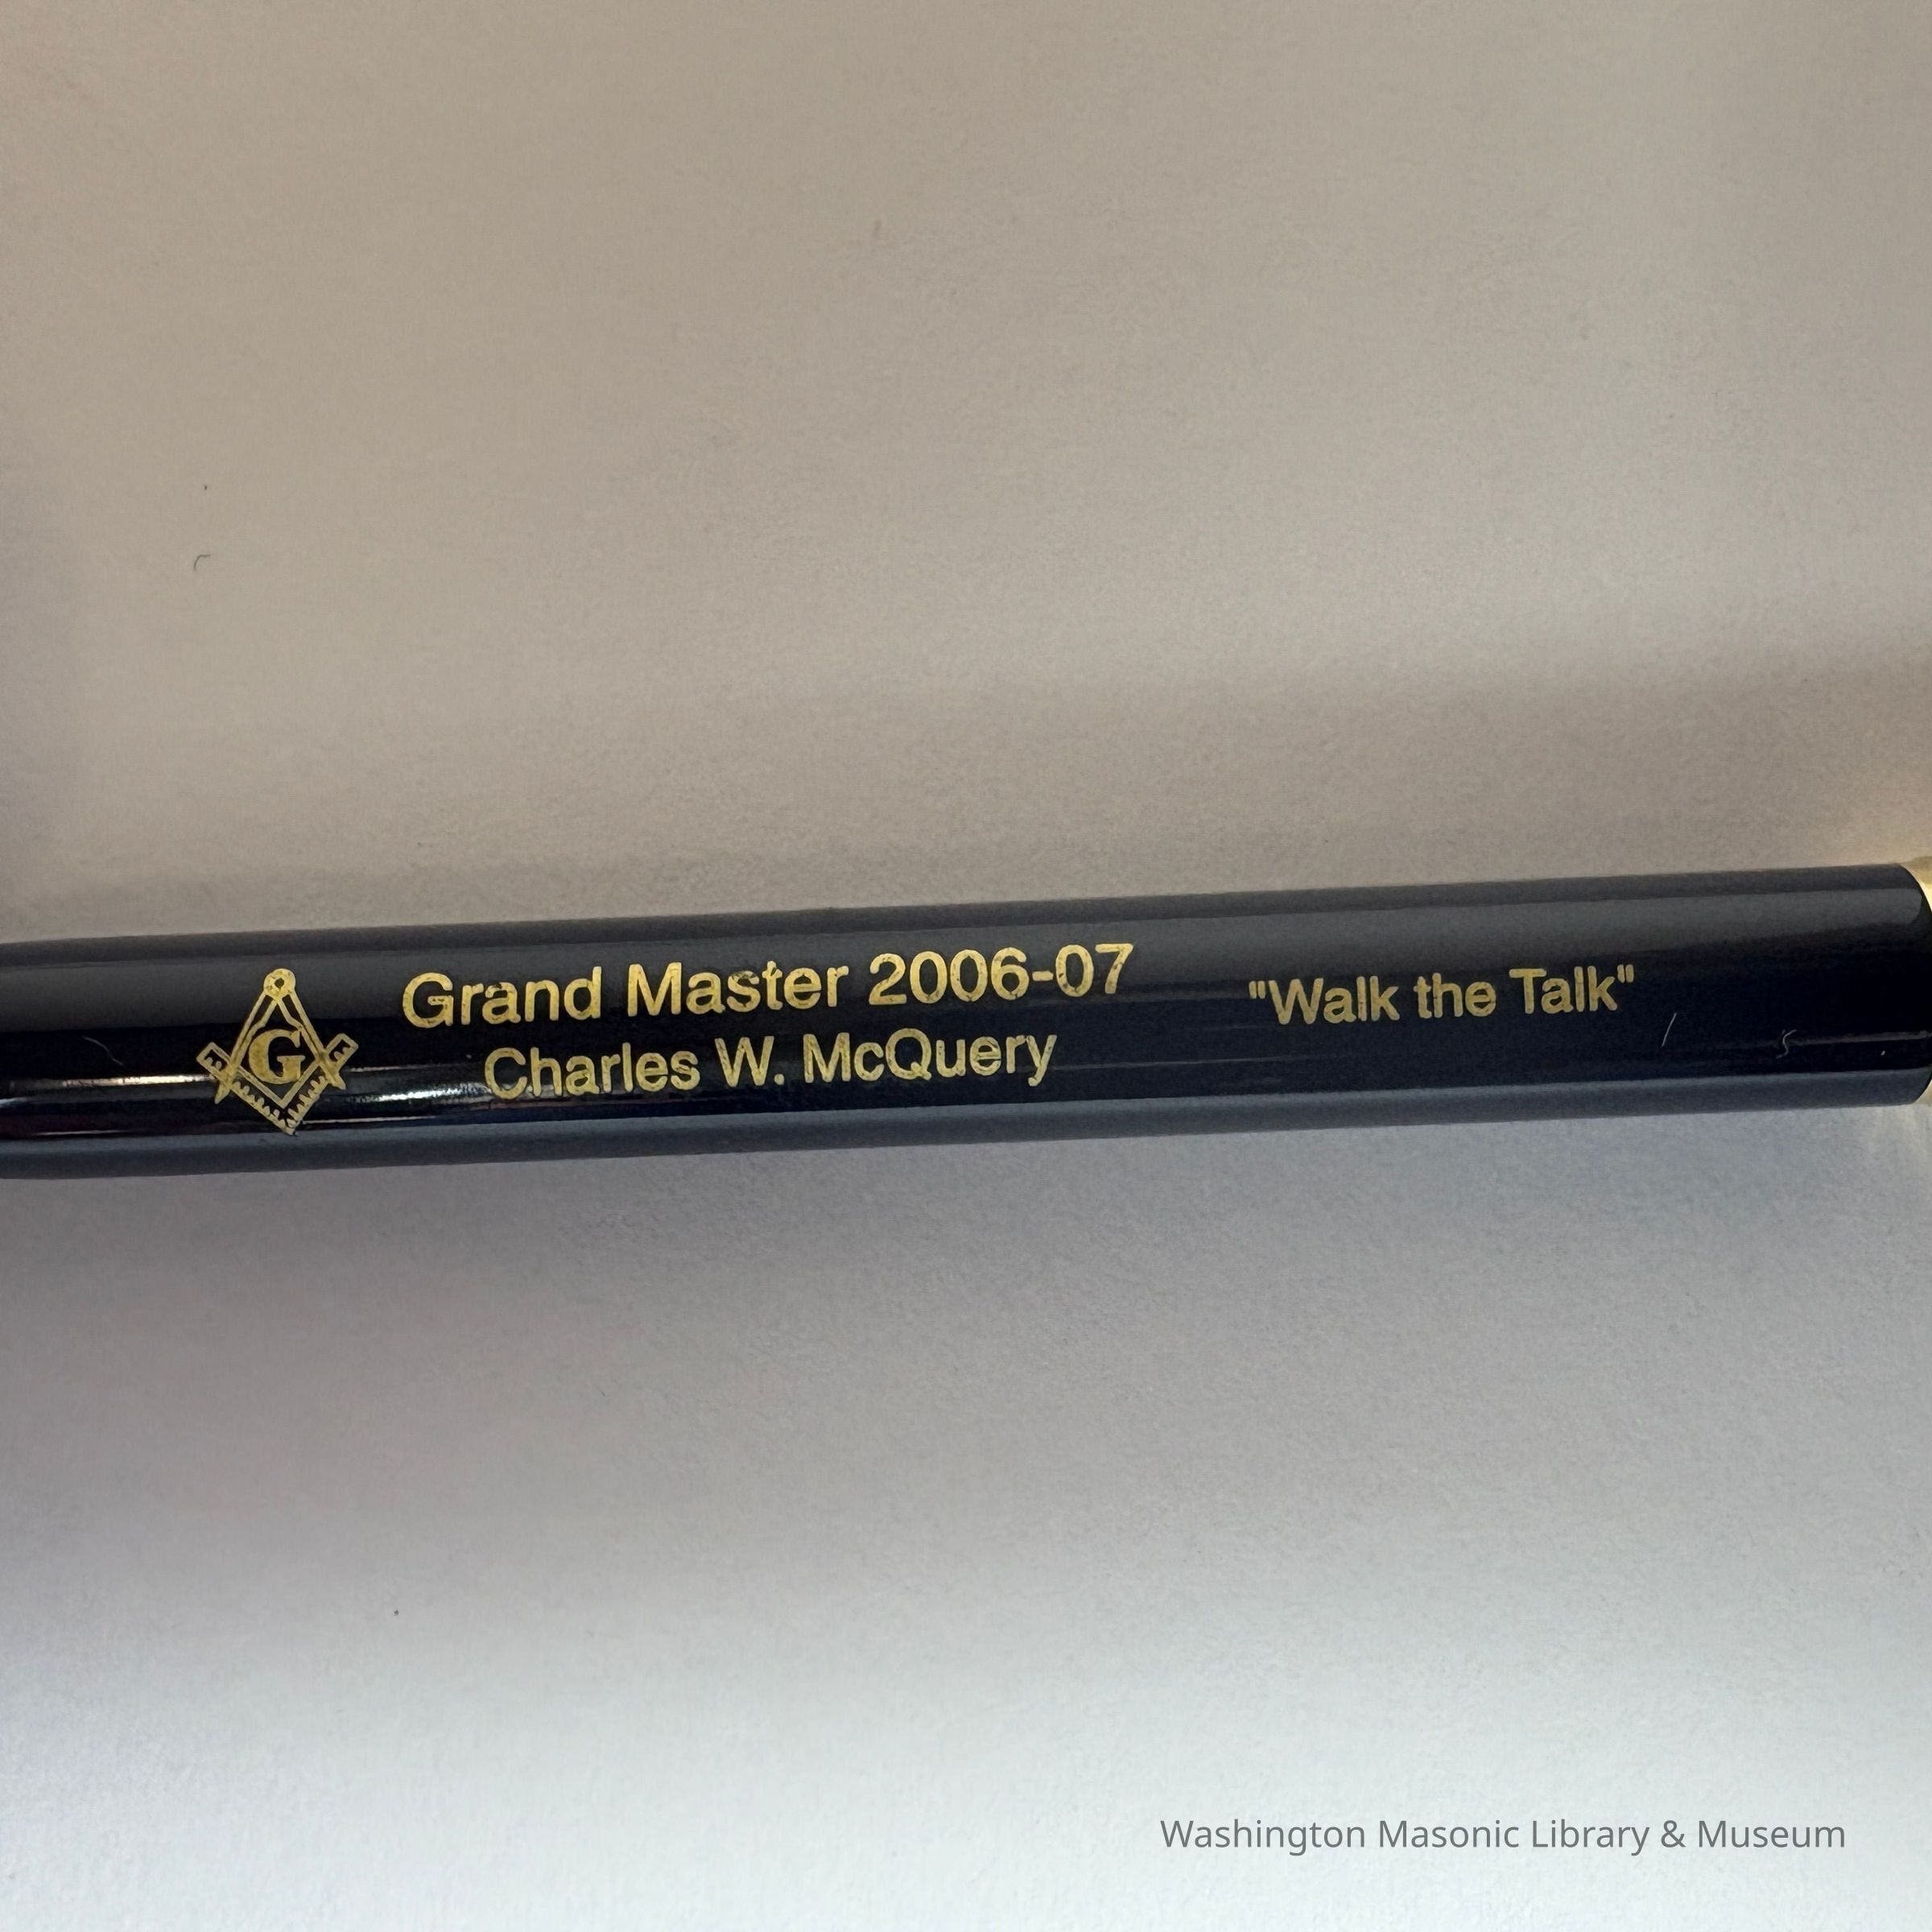 G
Grand Master 2006-07
Charles W. McQuery
"Walk the Talk"
Washington Masonic Library & Museum